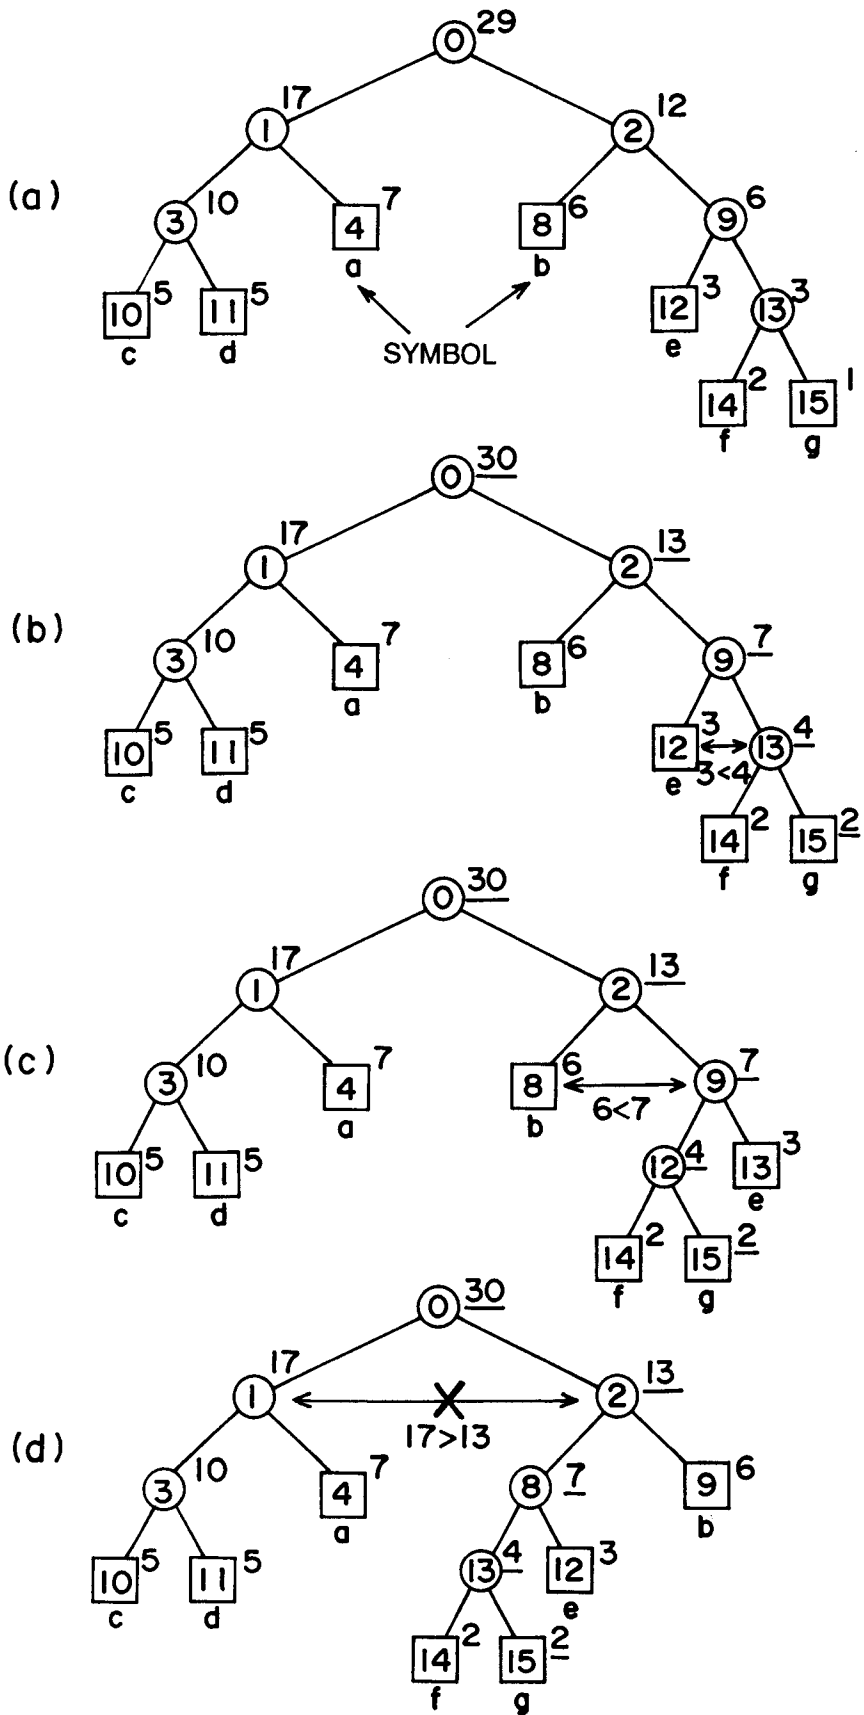 0 29
1 17 2 12
(a)
3 10 4 7 8 6 9 6
a b
10 5 11 5 12 3 13 3
c d e
SYMBOL
14 2 15 1
f g
0 30
1 17 2 13
(b)
3 10 4 7 8 6 9 7
a b
10 5 11 5 12 3 13 4
3<4
c d e
14 2 15 2
f g
0 30
1 17 2 13
(c)
3 10 4 7 8 6 9 7
6<7
a b
10 5 11 5 12 4 13 3
c d e
14 2 15 2
f g
0 30
1 17 2 13
17>13
(d)
3 10 4 7 8 7 9 6
a b
10 5 11 5 13 4 12 3
c d e
14 2 15 2
f g